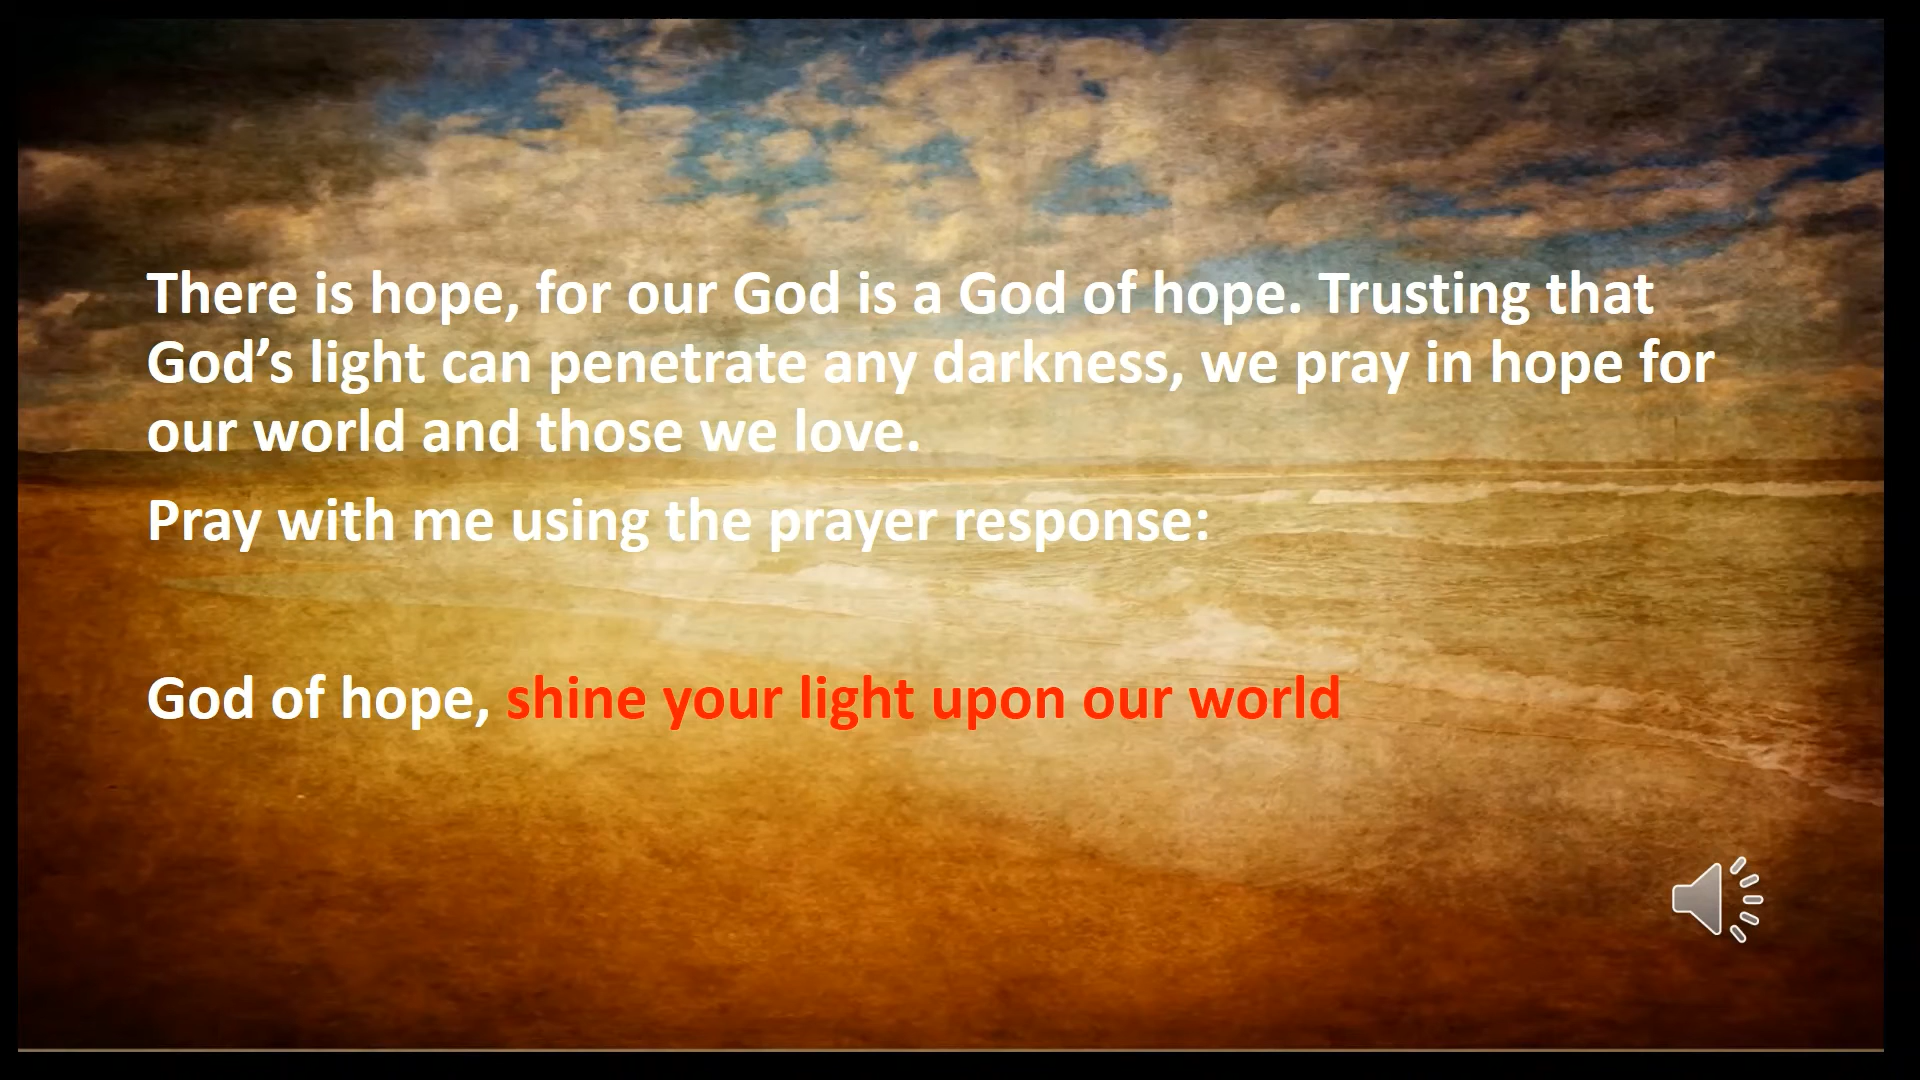 There is hope, for our God is a God of hope. Trusting that
God’s light can penetrate any darkness, we pray in hope for
our world and those we love.
Pray with me using the prayer response:
God of hope, shine your light upon our world